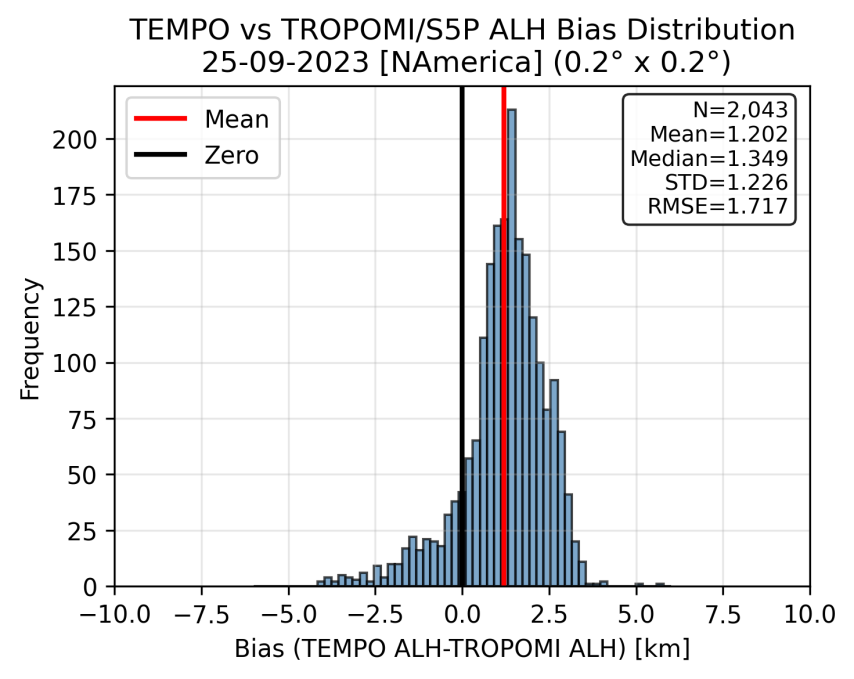 TEMPO vs TROPOMI/S5P ALH Bias Distribution
25-09-2023 [NAmerica] (0.2° x 0.2°)
Mean
Zero
N=2,043
Mean=1.202
Median=1.349
STD=1.226
RMSE=1.717
Frequency
200
175
150
125
100
75
50
25
0
−10.0 −7.5 −5.0 −2.5 0.0 2.5 5.0 7.5 10.0
Bias (TEMPO ALH-TROPOMI ALH) [km]